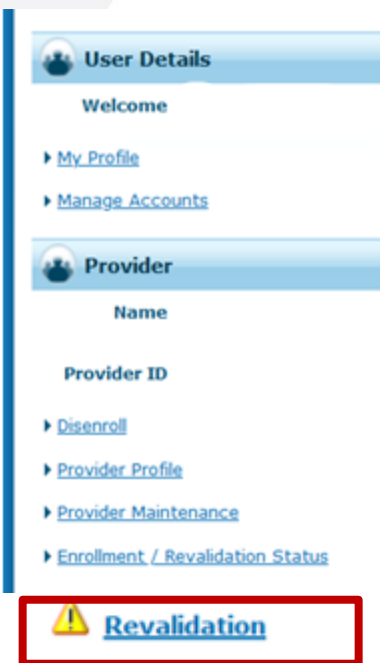 User Details
Welcome
My Profile
Manage Accounts
Provider
Name
Provider ID
Disenroll
Provider Profile
Provider Maintenance
Enrollment / Revalidation Status
Revalidation